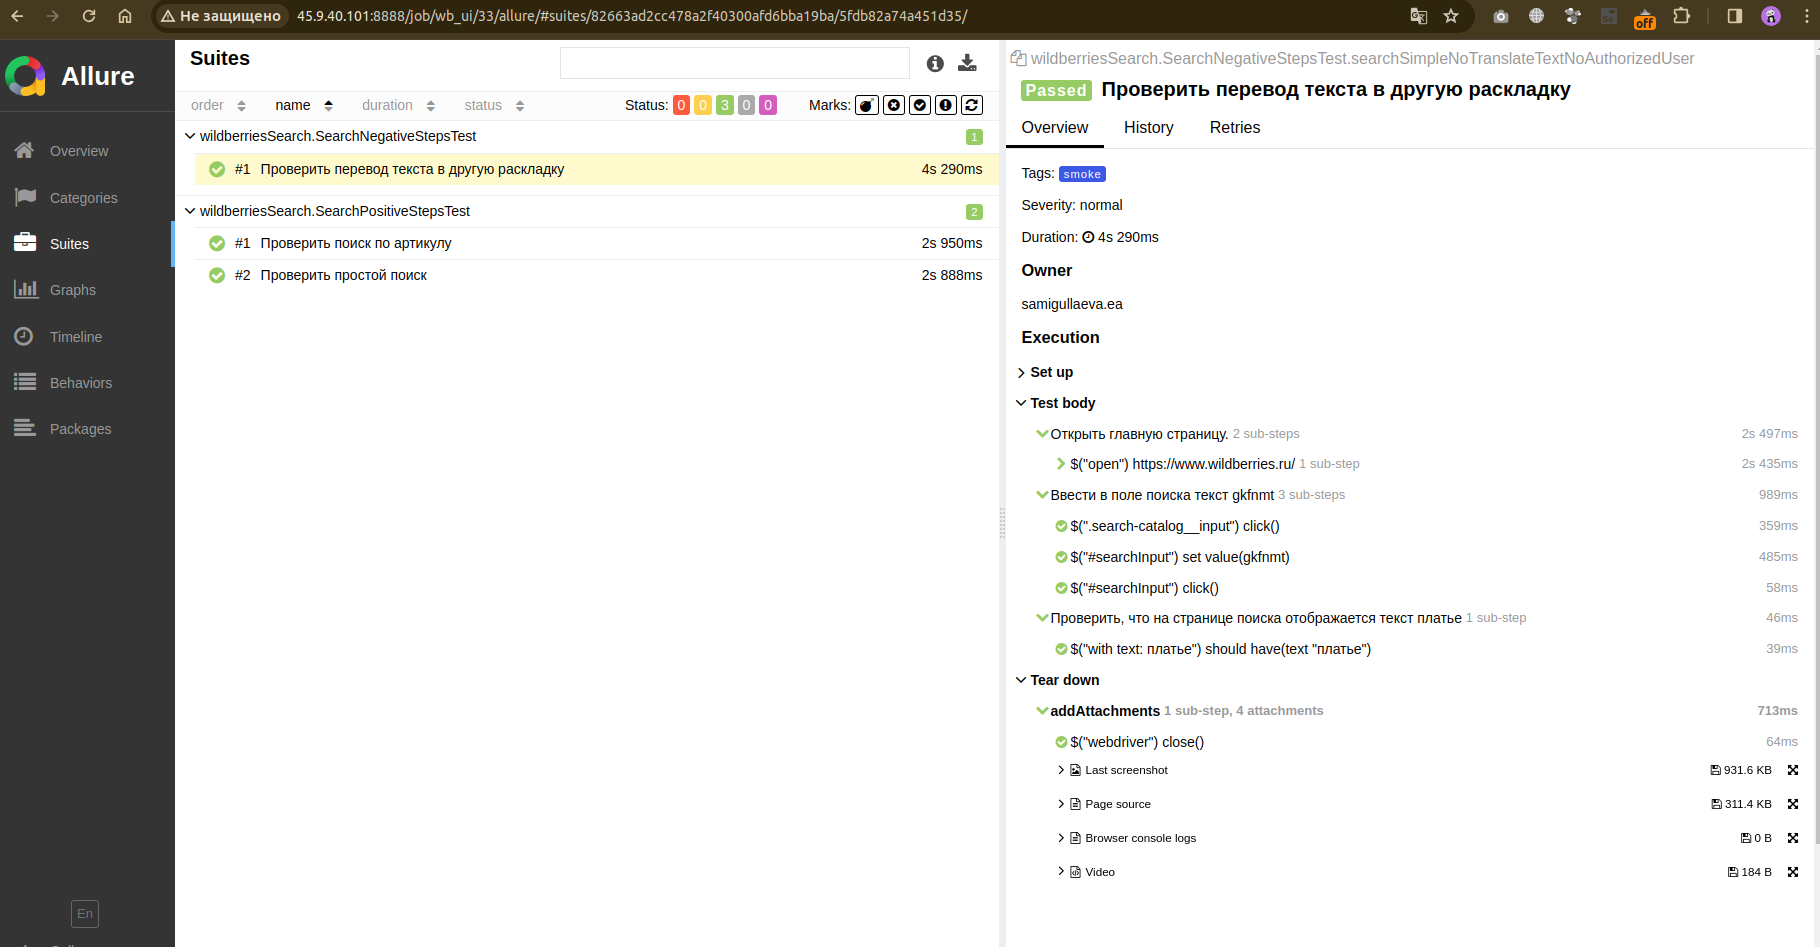 Не защищено
45.9.40.101:8888/job/wb_ui/33/allure/#suites/82663ad2cc478a2f40300afd6bba19ba/5fdb82a74a451d35/
off
Allure
Overview
Categories
Suites
Graphs
Timeline
Behaviors
Packages
En
Suites
order name duration status Status: 0 0 3 0 0 Marks:
wildberriesSearch.SearchNegativeStepsTest 1
#1 Проверить перевод текста в другую раскладку 4s 290ms
wildberriesSearch.SearchPositiveStepsTest 2
#1 Проверить поиск по артикулу 2s 950ms
#2 Проверить простой поиск 2s 888ms
wildberriesSearch.SearchNegativeStepsTest.searchSimpleNoTranslateTextNoAuthorizedUser
Passed Проверить перевод текста в другую раскладку
Overview History Retries
Tags: smoke
Severity: normal
Duration: 4s 290ms
Owner
samigullaeva.ea
Execution
Set up
Test body
Открыть главную страницу. 2 sub-steps 2s 497ms
$("open") https://www.wildberries.ru/ 1 sub-step 2s 435ms
Ввести в поле поиска текст gkfnmt 3 sub-steps 989ms
$(".search-catalog__input") click() 359ms
$("#searchInput") set value(gkfnmt) 485ms
$("#searchInput") click() 58ms
Проверить, что на странице поиска отображается текст платье 1 sub-step 46ms
$("with text: платье") should have(text "платье") 39ms
Tear down
addAttachments 1 sub-step, 4 attachments 713ms
$("webdriver") close() 64ms
Last screenshot 931.6 KB
Page source 311.4 KB
Browser console logs 0 B
Video 184 B